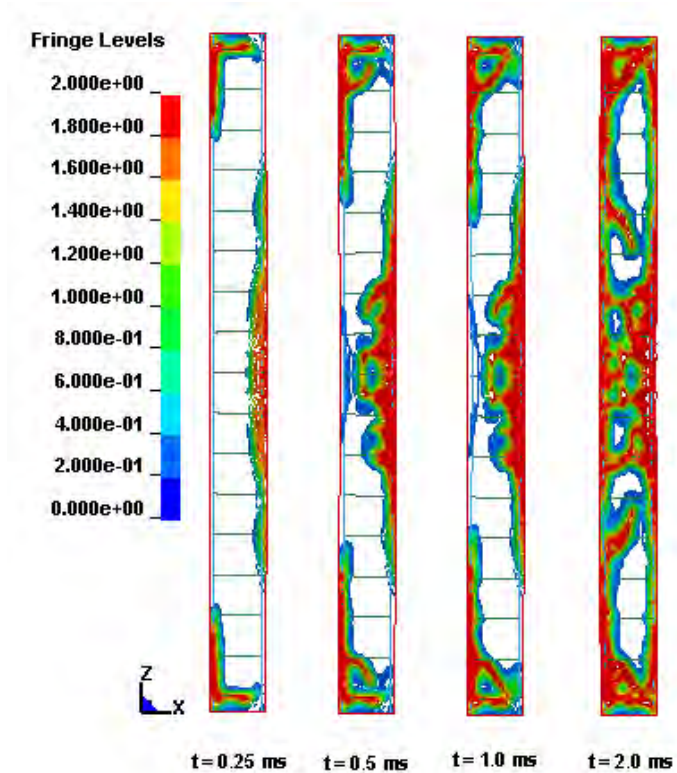 Fringe Levels
2.000e+00
1.800e+00
1.600e+00
1.400e+00
1.200e+00
1.000e+00
8.000e-01
6.000e-01
4.000e-01
2.000e-01
0.000e+00
Z
X
t=0.25 ms
t=0.5 ms
t=1.0 ms
t=2.0 ms